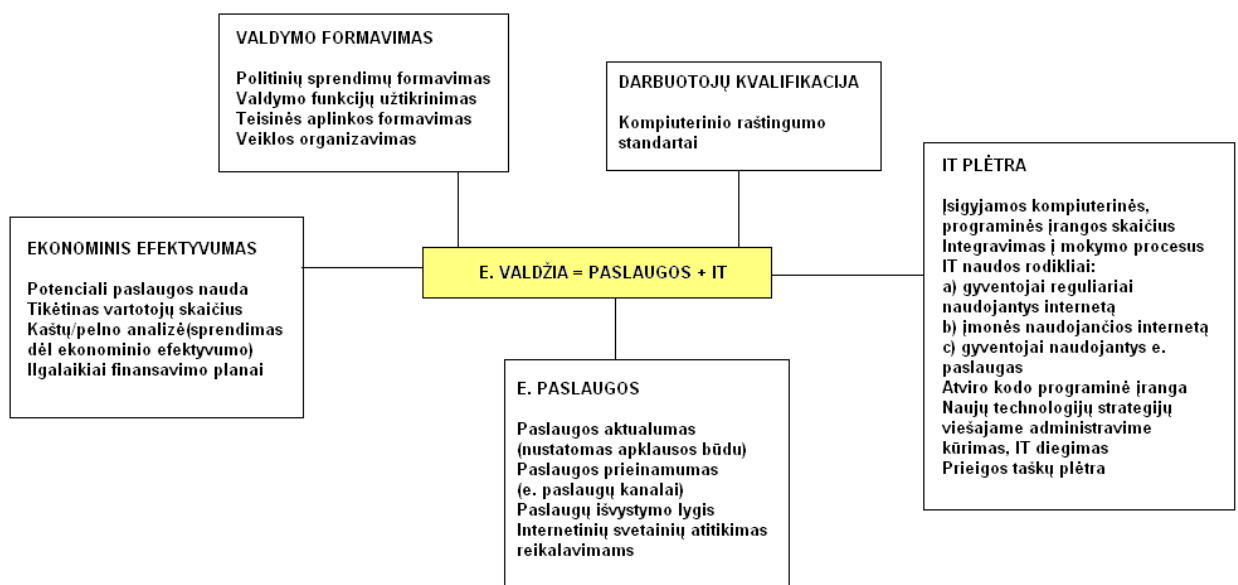 VALDYMO FORMAVIMAS
Politinių sprendimų formavimas
Valdymo funkcijų užtikrinimas
Teisinės aplinkos formavimas
Veiklos organizavimas
DARBUOTOJŲ KVALIFIKACIJA
Kompiuterinio raštingumo
standartai
IT PLĖTRA
Įsigyjamos kompiuterinės,
programinės įrangos skaičius
Integravimas į mokymo procesus
IT naudos rodikliai:
a) gyventojai reguliariai
naudojantys internetą
b) įmonės naudojančios internetą
c) gyventojai naudojantys e.
paslaugas
Atviro kodo programinė įranga
Naujų technologijų strategijų
viešajame administravime
kūrimas, IT diegimas
Prieigos taškų plėtra
EKONOMINIS EFEKTYVUMAS
Potenciali paslaugos nauda
Tikėtinas vartotojų skaičius
Kaštų/pelno analizė(sprendimas
dėl ekonominio efektyvumo)
Ilgalaikiai finansavimo planai
E. VALDŽIA = PASLAUGOS + IT
E. PASLAUGOS
Paslaugos aktualumas
(nustatomas apklausos būdu)
Paslaugos prieinamumas
(e. paslaugų kanalai)
Paslaugų išvystymo lygis
Internetinių svetainių atitikimas
reikalavimams